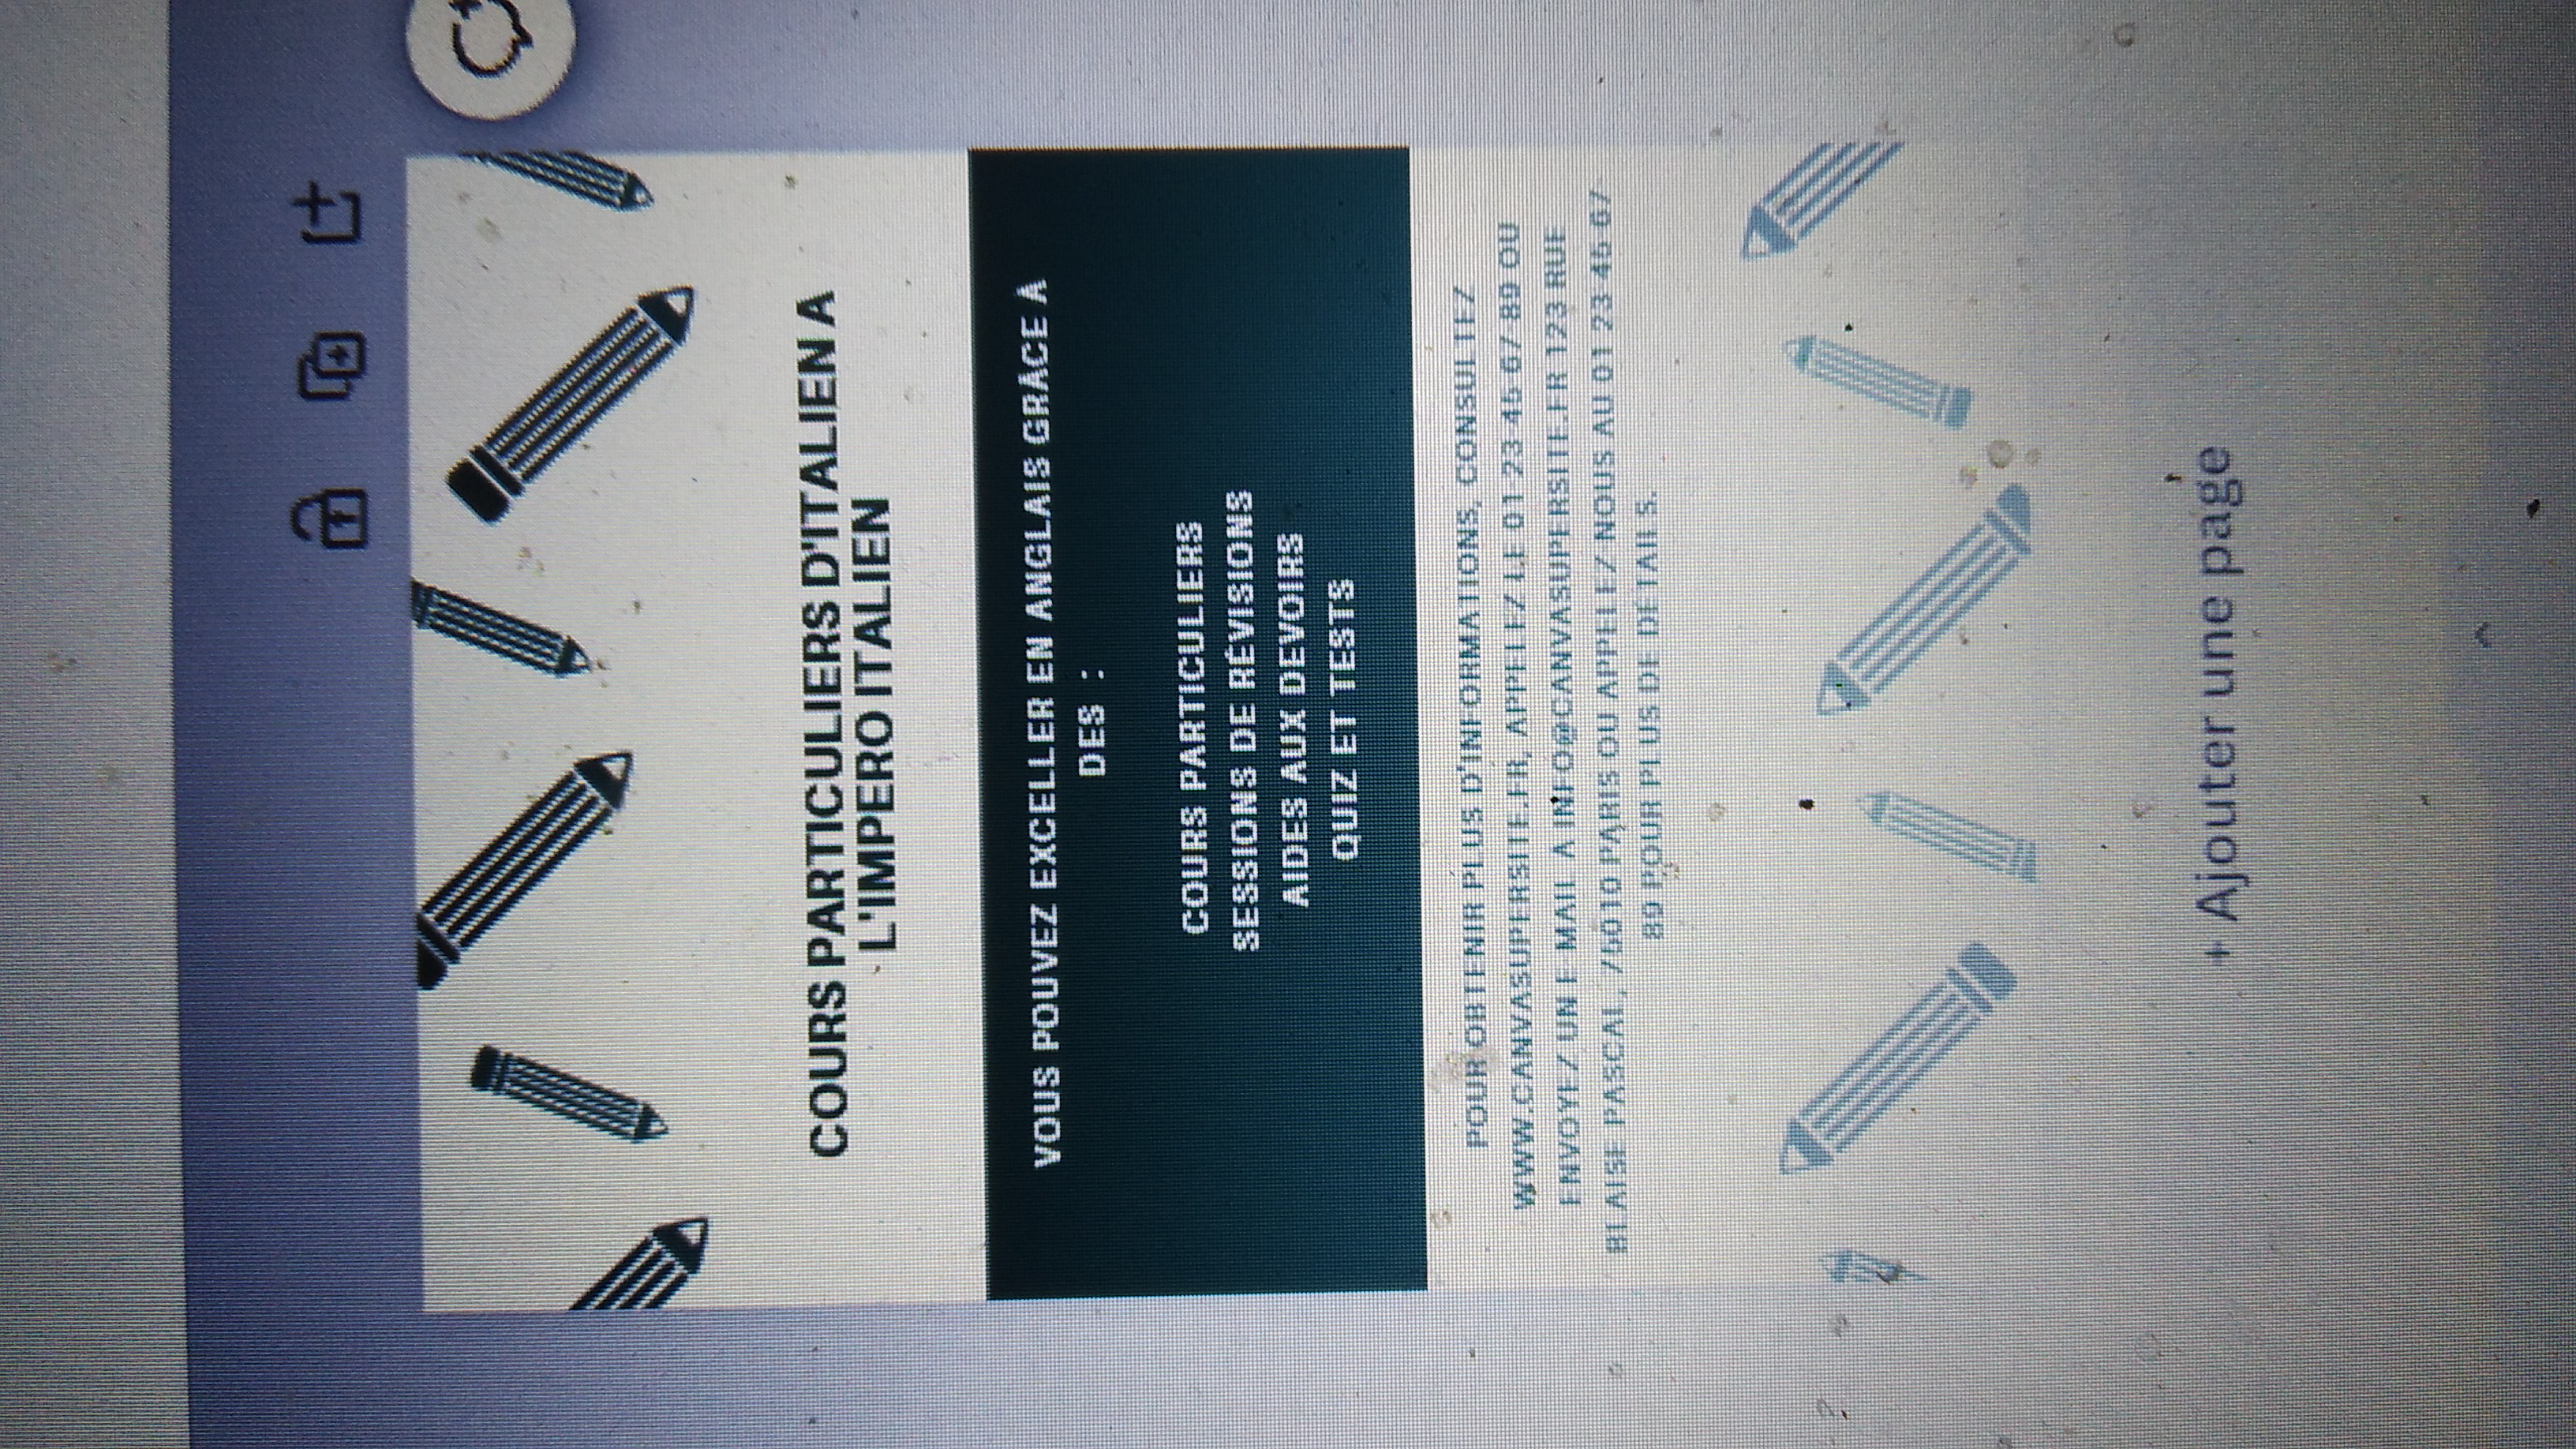 COURS PARTICULIERS D'ITALIEN A
L'IMPERO ITALIEN
VOUS POUVEZ EXCELLER EN ANGLAIS GRÂCE À
DES :
COURS PARTICULIERS
SESSIONS DE RÉVISIONS
AIDES AUX DEVOIRS
QUIZ ET TESTS
POUR OBTENIR PLUS D'INFORMATIONS, CONSULTEZ
WWW.CANVASUPERSITE.FR, APPELEZ LE 01-23-45-67-89 OU
ENVOYEZ UN E-MAIL À INFO@CANVASUPERSITE.FR 123 RUE
BLAISE PASCAL, 75010 PARIS OU APPELEZ-NOUS AU 01-23-45-67-
89 POUR PLUS DE DÉTAILS.
+ Ajouter une page